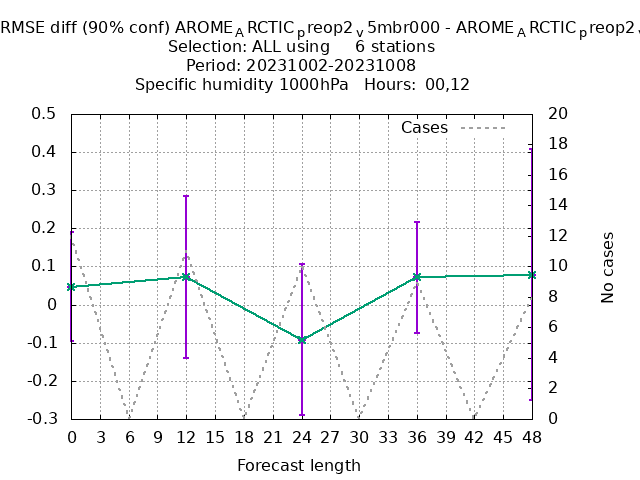 RMSE diff (90% conf) AROME_ARCTIC_preop2_v5mbr000 - AROME_ARCTIC_preop2
Selection: ALL using 6 stations
Period: 20231002-20231008
Specific humidity 1000hPa Hours: 00,12
Cases
0.5
0.4
0.3
0.2
0.1
0
-0.1
-0.2
-0.3
20
18
16
14
12
10
8
6
4
2
0
No cases
0 3 6 9 12 15 18 21 24 27 30 33 36 39 42 45 48
Forecast length